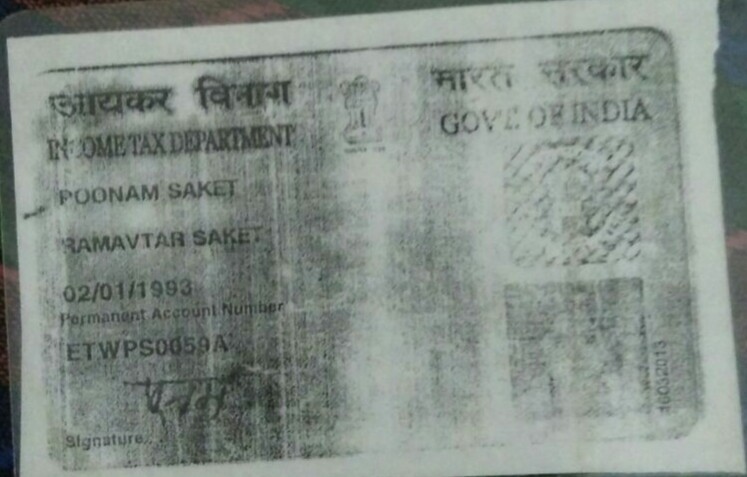 आयकर विभाग
भारत सरकार
INCOME TAX DEPARTMENT
GOVT. OF INDIA
POONAM SAKET
RAMAVTAR SAKET
02/01/1993
Permanent Account Number
ETWPS0059A
पूनम
Signature
16032013